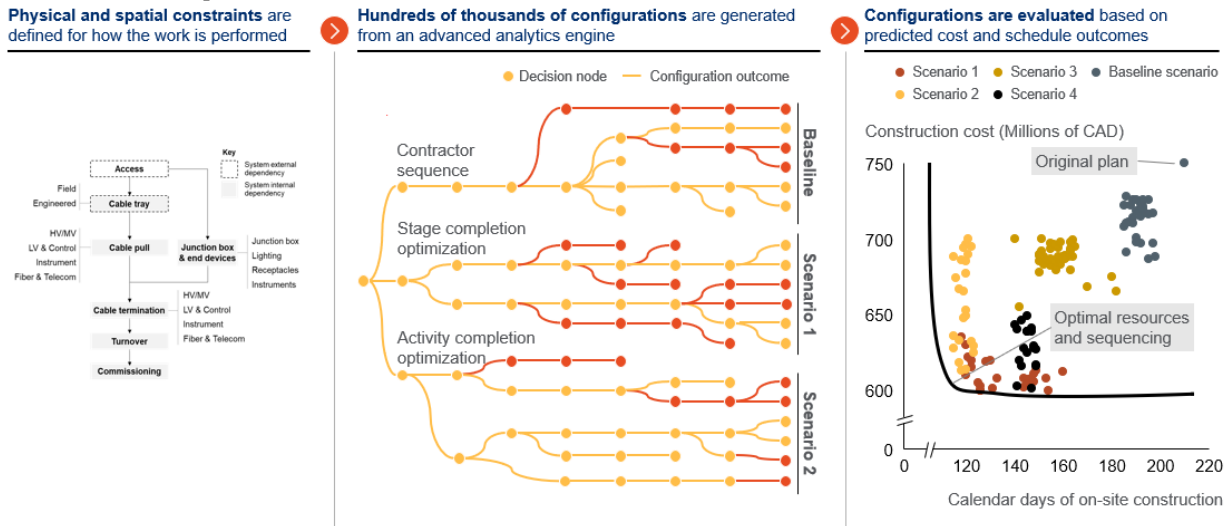 Physical and spatial constraints are
defined for how the work is performed
Key
System external
dependency
System internal
dependency
Access
Field
Engineered
Cable tray
HV/MV
LV & Control
Instrument
Fiber & Telecom
Cable pull
Junction box
& end devices
Junction box
Lighting
Receptacles
Instruments
Cable termination
HV/MV
LV & Control
Instrument
Fiber & Telecom
Turnover
Commissioning
Hundreds of thousands of configurations are generated
from an advanced analytics engine
Decision node
Configuration outcome
Contractor
sequence
Stage completion
optimization
Activity completion
optimization
Baseline
Scenario 1
Scenario 2
Configurations are evaluated based on
predicted cost and schedule outcomes
Scenario 1 Scenario 3 Baseline scenario
Scenario 2 Scenario 4
Construction cost (Millions of CAD)
750
Original plan
700
650
Optimal resources
and sequencing
600
0
0 120 140 160 180 200 220
Calendar days of on-site construction